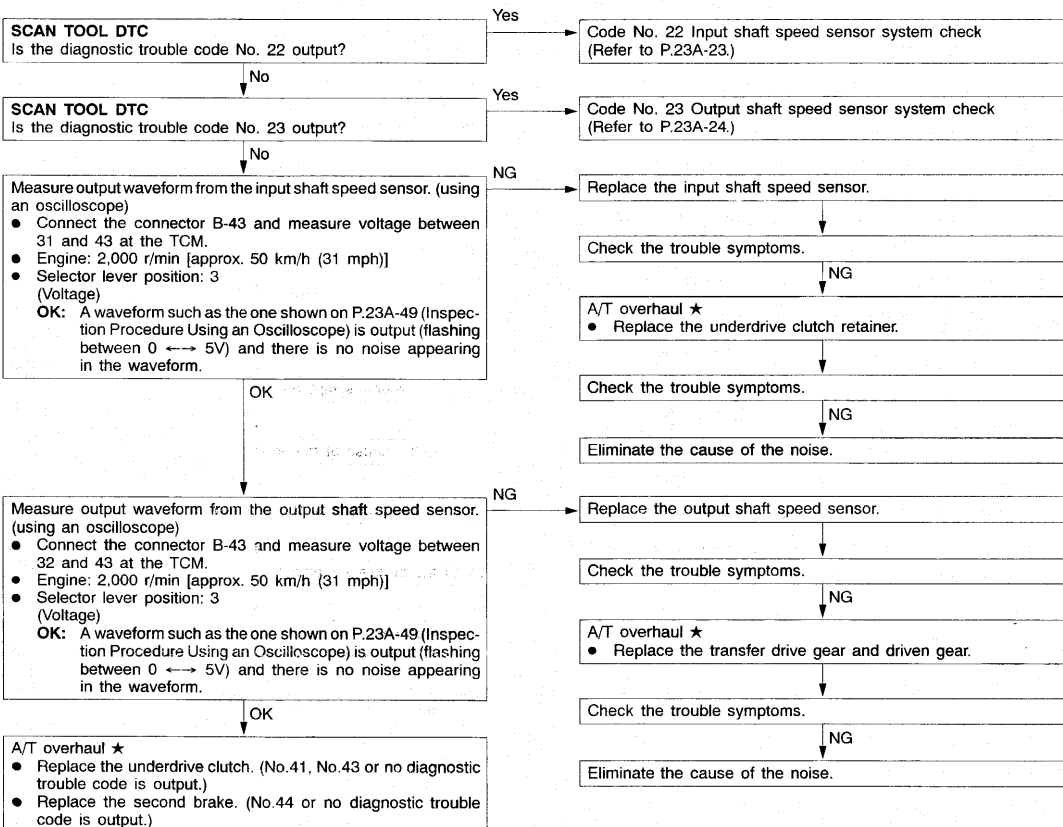 SCAN TOOL DTC
Is the diagnostic trouble code No. 22 output?
Yes
Code No. 22 Input shaft speed sensor system check
(Refer to P.23A-23.)
No
SCAN TOOL DTC
Is the diagnostic trouble code No. 23 output?
Yes
Code No. 23 Output shaft speed sensor system check
(Refer to P.23A-24.)
No
Measure output waveform from the input shaft speed sensor. (using
an oscilloscope)
● Connect the connector B-43 and measure voltage between
31 and 43 at the TCM.
● Engine: 2,000 r/min [approx. 50 km/h (31 mph)]
● Selector lever position: 3
(Voltage)
OK: A waveform such as the one shown on P.23A-49 (Inspec-
tion Procedure Using an Oscilloscope) is output (flashing
between 0 ←→ 5V) and there is no noise appearing
in the waveform.
NG
Replace the input shaft speed sensor.
Check the trouble symptoms.
NG
A/T overhaul ★
● Replace the underdrive clutch retainer.
Check the trouble symptoms.
NG
Eliminate the cause of the noise.
OK
Measure output waveform from the output shaft speed sensor.
(using an oscilloscope)
● Connect the connector B-43 and measure voltage between
32 and 43 at the TCM.
● Engine: 2,000 r/min [approx. 50 km/h (31 mph)]
● Selector lever position: 3
(Voltage)
OK: A waveform such as the one shown on P.23A-49 (Inspec-
tion Procedure Using an Oscilloscope) is output (flashing
between 0 ←→ 5V) and there is no noise appearing
in the waveform.
NG
Replace the output shaft speed sensor.
Check the trouble symptoms.
NG
A/T overhaul ★
● Replace the transfer drive gear and driven gear.
Check the trouble symptoms.
NG
Eliminate the cause of the noise.
OK
A/T overhaul ★
● Replace the underdrive clutch. (No.41, No.43 or no diagnostic
trouble code is output.)
● Replace the second brake. (No.44 or no diagnostic trouble
code is output.)